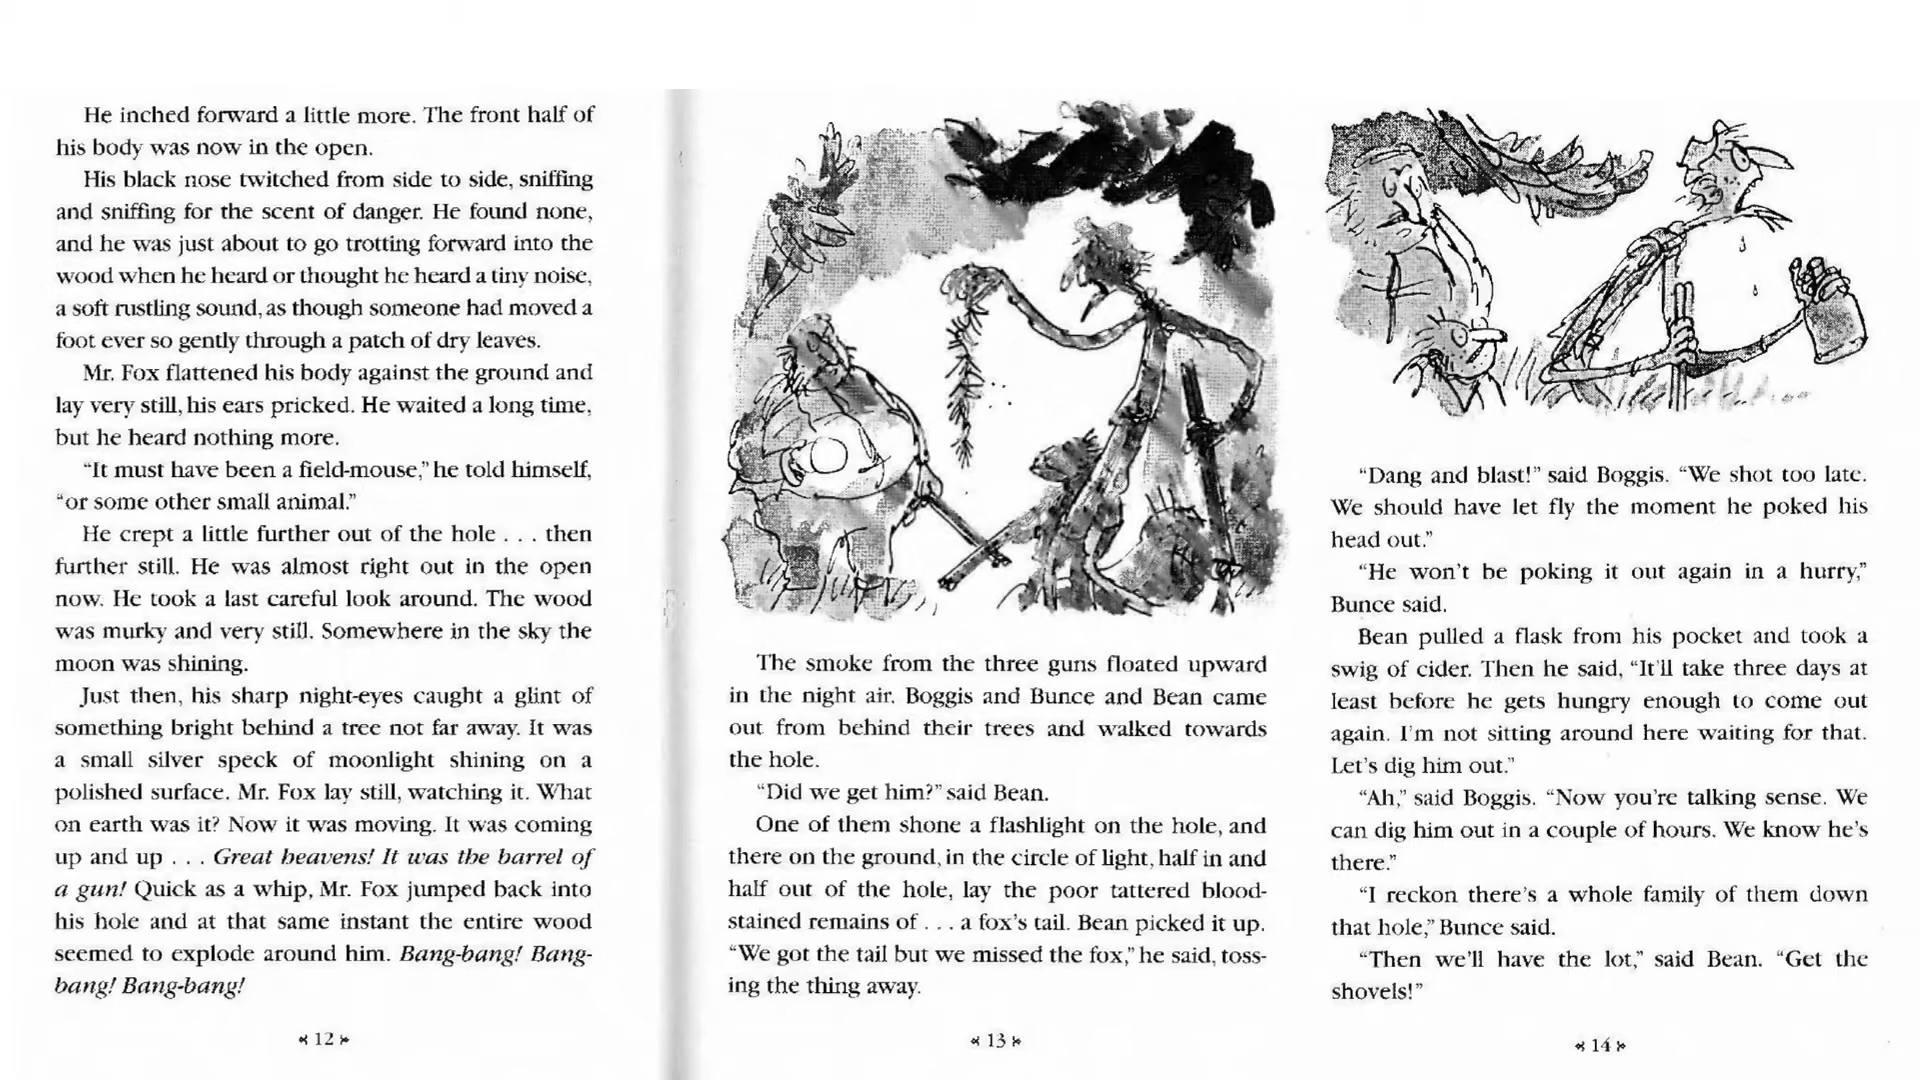 He inched forward a little more. The front half of
his body was now in the open.
His black nose twitched from side to side, sniffing
and sniffing for the scent of danger. He found none,
and he was just about to go trotting forward into the
wood when he heard or thought he heard a tiny noise,
a soft rustling sound, as though someone had moved a
foot ever so gently through a patch of dry leaves.
Mr. Fox flattened his body against the ground and
lay very still, his ears pricked. He waited a long time,
but he heard nothing more.
“It must have been a field-mouse,” he told himself,
“or some other small animal.”
He crept a little further out of the hole . . . then
further still. He was almost right out in the open
now. He took a last careful look around. The wood
was murky and very still. Somewhere in the sky the
moon was shining.
Just then, his sharp night-eyes caught a glint of
something bright behind a tree not far away. It was
a small silver speck of moonlight shining on a
polished surface. Mr. Fox lay still, watching it. What
on earth was it? Now it was moving. It was coming
up and up . . . Great heavens! It was the barrel of
a gun! Quick as a whip, Mr. Fox jumped back into
his hole and at that same instant the entire wood
seemed to explode around him. Bang-bang! Bang-
bang! Bang-bang!
12
The smoke from the three guns floated upward
in the night air. Boggis and Bunce and Bean came
out from behind their trees and walked towards
the hole.
“Did we get him?” said Bean.
One of them shone a flashlight on the hole, and
there on the ground, in the circle of light, half in and
half out of the hole, lay the poor tattered blood-
stained remains of . . . a fox’s tail. Bean picked it up.
“We got the tail but we missed the fox,” he said, toss-
ing the thing away.
13
“Dang and blast!” said Boggis. “We shot too late.
We should have let fly the moment he poked his
head out.”
“He won’t be poking it out again in a hurry,”
Bunce said.
Bean pulled a flask from his pocket and took a
swig of cider. Then he said, “It’ll take three days at
least before he gets hungry enough to come out
again. I’m not sitting around here waiting for that.
Let’s dig him out.”
“Ah,” said Boggis. “Now you’re talking sense. We
can dig him out in a couple of hours. We know he’s
there.”
“I reckon there’s a whole family of them down
that hole,” Bunce said.
“Then we’ll have the lot,” said Bean. “Get the
shovels!”
14